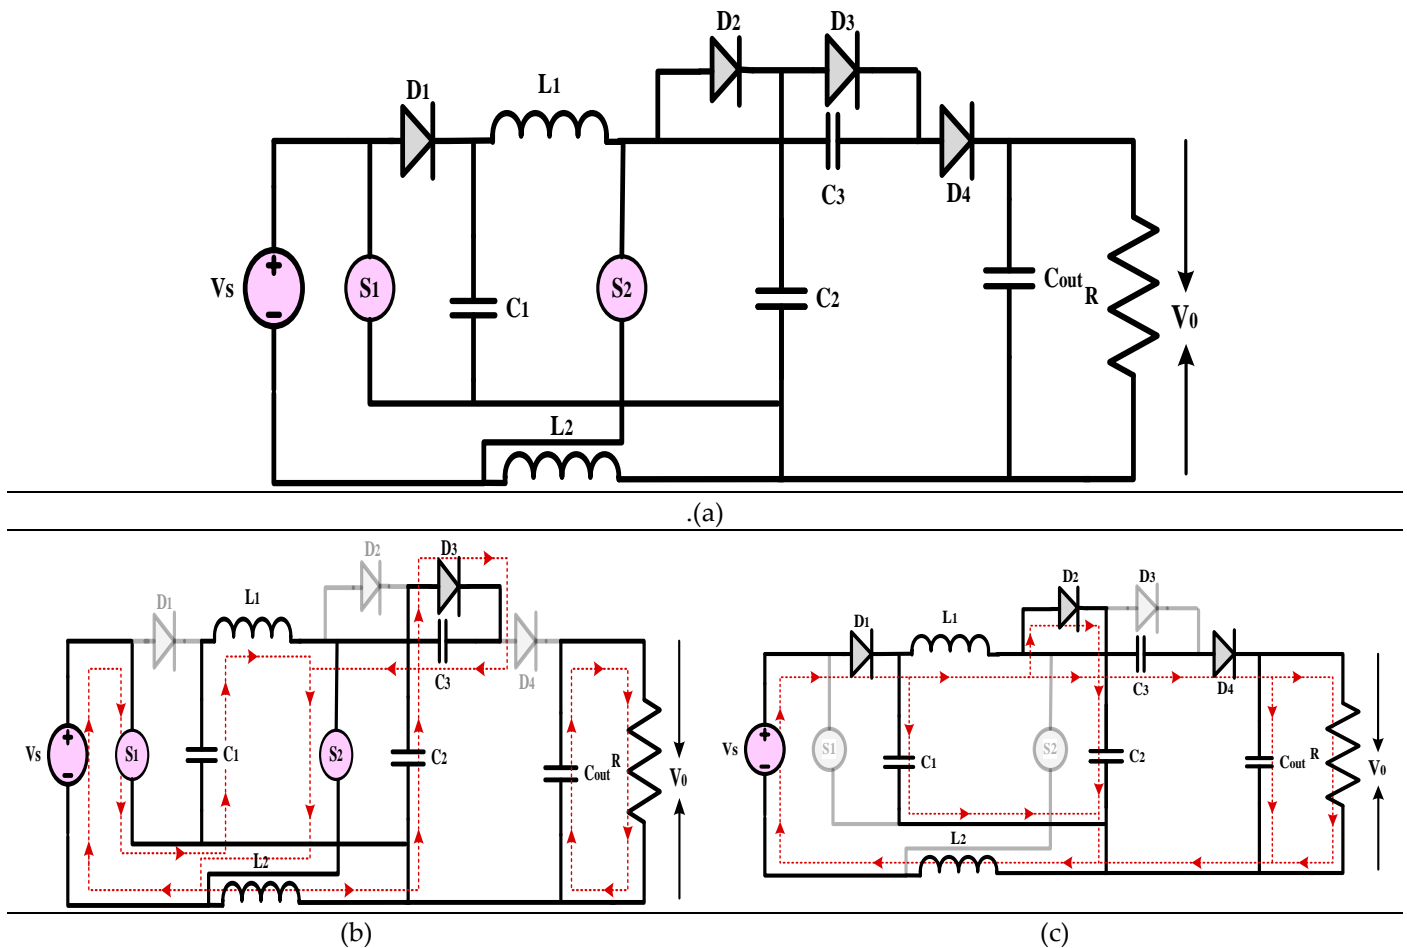 D2 D3
D1 L1
C3 D4
Vs S1 C1 S2 C2 Cout R V0
L2
.(a)
D2 D3
D1 L1
C3 D4
Vs S1 C1 S2 C2 Cout R V0
L2
(b)
D2 D3
D1 L1
C3 D4
Vs S1 C1 S2 C2 Cout R V0
L2
(c)